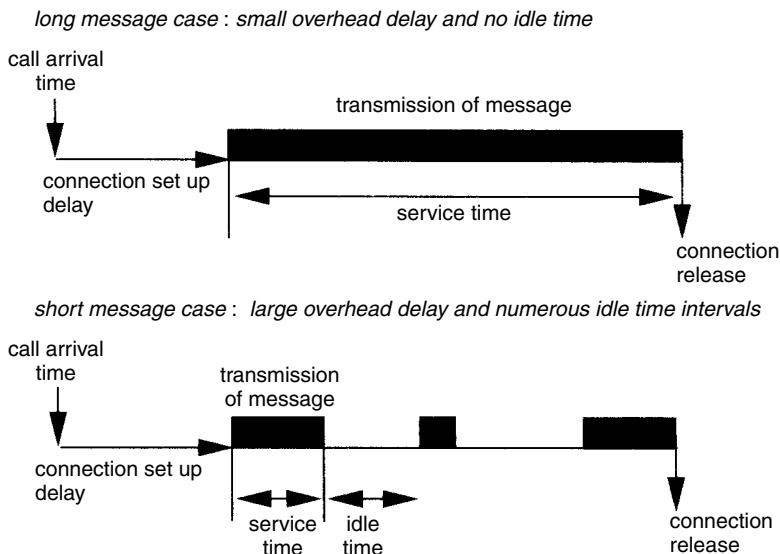 long message case : small overhead delay and no idle time
call arrival
time
transmission of message
connection set up
delay
service time
connection
release
short message case : large overhead delay and numerous idle time intervals
call arrival
time
transmission
of message
connection set up
delay
service
time
idle
time
connection
release